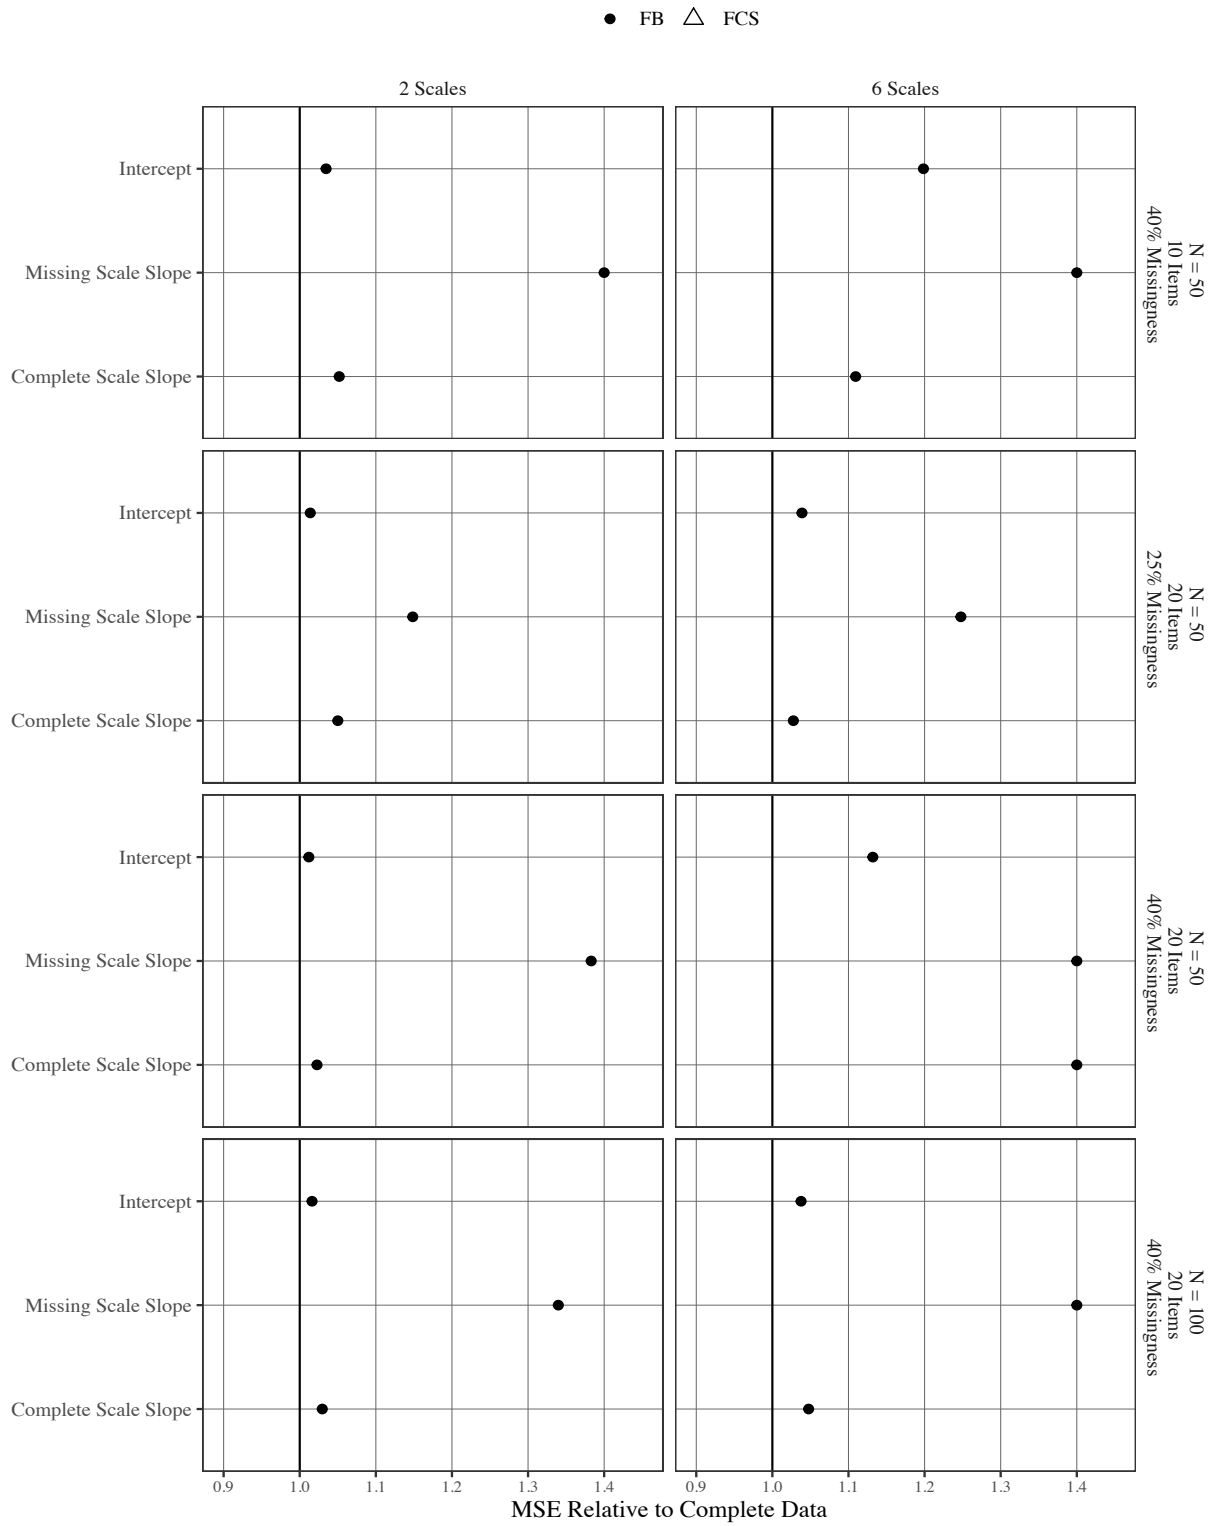 FB FCS
2 Scales 6 Scales
Intercept
Missing Scale Slope
Complete Scale Slope
N = 50
10 Items
40% Missingness
Intercept
Missing Scale Slope
Complete Scale Slope
N = 50
20 Items
25% Missingness
Intercept
Missing Scale Slope
Complete Scale Slope
N = 50
20 Items
40% Missingness
Intercept
Missing Scale Slope
Complete Scale Slope
N = 100
20 Items
40% Missingness
0.9 1.0 1.1 1.2 1.3 1.4 0.9 1.0 1.1 1.2 1.3 1.4
MSE Relative to Complete Data